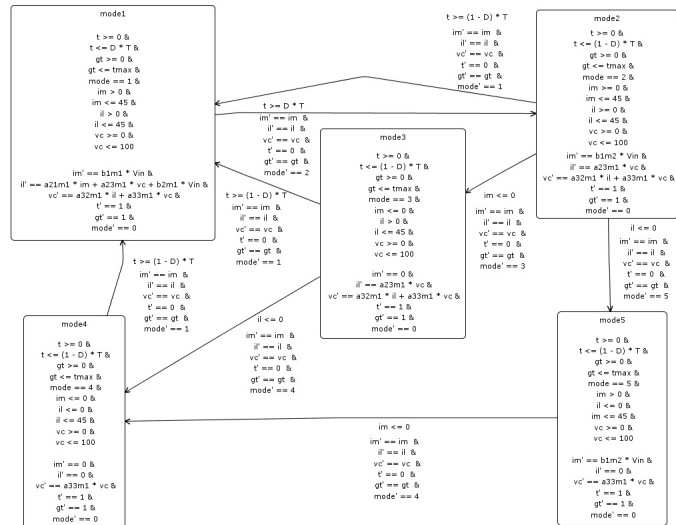 mode1
t >= 0 &
t <= D * T &
gt >= 0 &
gt <= tmax &
mode == 1 &
im > 0 &
im <= 45 &
il > 0 &
il <= 45 &
vc >= 0 &
vc <= 100
im' == b1m1 * Vin &
il' == a21m1 * im + a23m1 * vc + b2m1 * Vin &
vc' == a32m1 * il + a33m1 * vc &
t' == 1 &
gt' == 1 &
mode' == 0
t >= (1 - D) * T
im' == im &
il' == il &
vc' == vc &
t' == 0 &
gt' == gt &
mode' == 1
mode2
t >= 0 &
t <= (1 - D) * T &
gt >= 0 &
gt <= tmax &
mode == 2 &
im >= 0 &
im <= 45 &
il >= 0 &
il <= 45 &
vc >= 0 &
vc <= 100
im' == b1m2 * Vin &
il' == a23m1 * vc &
vc' == a32m1 * il + a33m1 * vc &
t' == 1 &
gt' == 1 &
mode' == 0
t >= D * T
im' == im &
il' == il &
vc' == vc &
t' == 0 &
gt' == gt &
mode' == 2
mode3
t >= 0 &
t <= (1 - D) * T &
gt >= 0 &
gt <= tmax &
mode == 3 &
im <= 0 &
il > 0 &
il <= 45 &
vc >= 0 &
vc <= 100
im' == 0 &
il' == a23m1 * vc &
vc' == a32m1 * il + a33m1 * vc &
t' == 1 &
gt' == 1 &
mode' == 0
t >= (1 - D) * T
im' == im &
il' == il &
vc' == vc &
t' == 0 &
gt' == gt &
mode' == 1
im <= 0
im' == im &
il' == il &
vc' == vc &
t' == 0 &
gt' == gt &
mode' == 3
il <= 0
im' == im &
il' == il &
vc' == vc &
t' == 0 &
gt' == gt &
mode' == 5
t >= (1 - D) * T
im' == im &
il' == il &
vc' == vc &
t' == 0 &
gt' == gt &
mode' == 1
il <= 0
im' == im &
il' == il &
vc' == vc &
t' == 0 &
gt' == gt &
mode' == 4
mode4
t >= 0 &
t <= (1 - D) * T &
gt >= 0 &
gt <= tmax &
mode == 4 &
im <= 0 &
il <= 0 &
il <= 45 &
vc >= 0 &
vc <= 100
im' == 0 &
il' == 0 &
vc' == a33m1 * vc &
t' == 1 &
gt' == 1 &
mode' == 0
mode5
t >= 0 &
t <= (1 - D) * T &
gt >= 0 &
gt <= tmax &
mode == 5 &
im > 0 &
il <= 0 &
im <= 45 &
vc >= 0 &
vc <= 100
im' == b1m2 * Vin &
il' == 0 &
vc' == a33m1 * vc &
t' == 1 &
gt' == 1 &
mode' == 0
im <= 0
im' == im &
il' == il &
vc' == vc &
t' == 0 &
gt' == gt &
mode' == 4